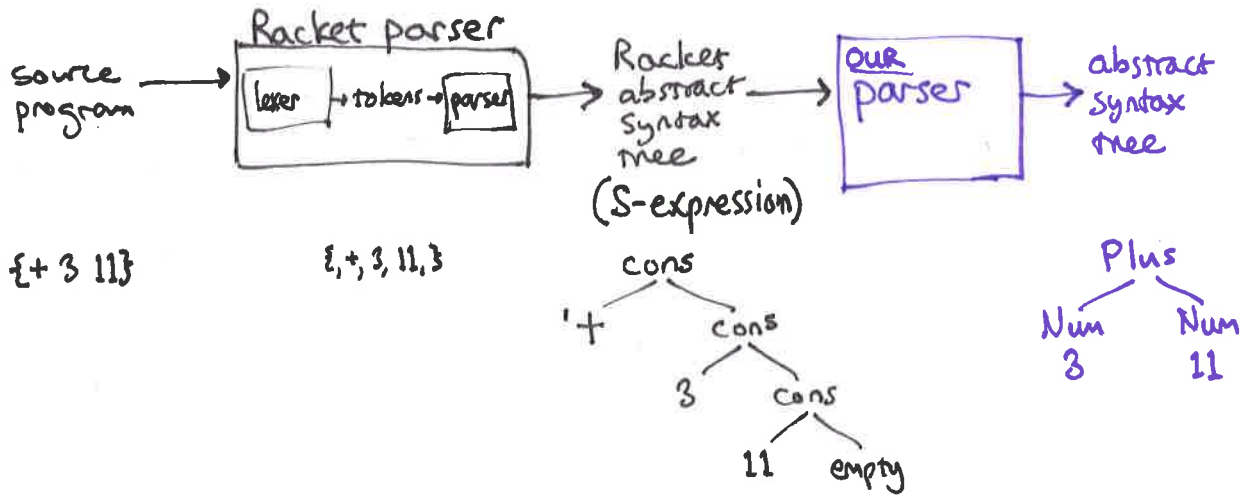 Racket parser
source
program
lexer
tokens
parser
Racket
abstract
syntax
tree
(S-expression)
OUR
parser
abstract
syntax
tree
{+ 3 11}
{, +, 3, 11, }
cons
'+
cons
3
cons
11
empty
Plus
Num
3
Num
11